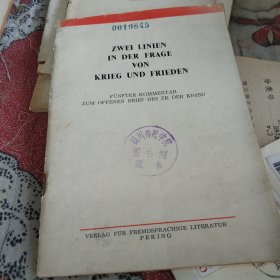 0019845
ZWEI LINIEN
IN DER FRAGE
VON
KRIEG UND FRIEDEN
FÜNFTER KOMMENTAR
ZUM OFFENEN BRIEF DES ZK DER KPdSU
VERLAG FÜR FREMDSPRACHIGE LITERATUR
PEKING